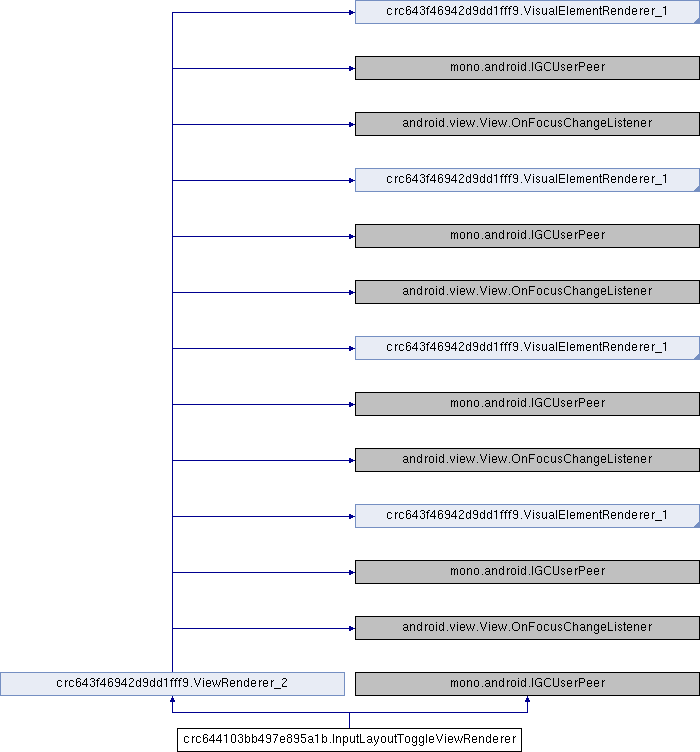 crc643f46942d9dd1fff9.VisualElementRenderer_1
mono.android.IGCUserPeer
android.view.View.OnFocusChangeListener
crc643f46942d9dd1fff9.VisualElementRenderer_1
mono.android.IGCUserPeer
android.view.View.OnFocusChangeListener
crc643f46942d9dd1fff9.VisualElementRenderer_1
mono.android.IGCUserPeer
android.view.View.OnFocusChangeListener
crc643f46942d9dd1fff9.VisualElementRenderer_1
mono.android.IGCUserPeer
android.view.View.OnFocusChangeListener
crc643f46942d9dd1fff9.ViewRenderer_2
mono.android.IGCUserPeer
crc644103bb497e895a1b.InputLayoutToggleViewRenderer